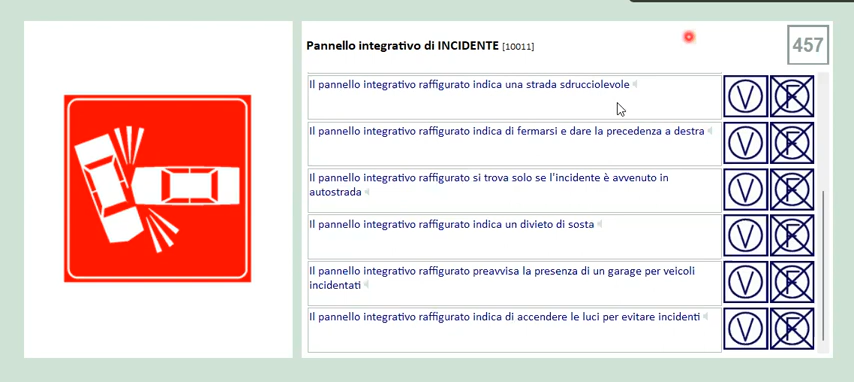 Pannello integrativo di INCIDENTE [10011]
457
Il pannello integrativo raffigurato indica una strada sdrucciolevole
V F
Il pannello integrativo raffigurato indica di fermarsi e dare la precedenza a destra
V F
Il pannello integrativo raffigurato si trova solo se l'incidente è avvenuto in
autostrada
V F
Il pannello integrativo raffigurato indica un divieto di sosta
V F
Il pannello integrativo raffigurato preavvisa la presenza di un garage per veicoli
incidentati
V F
Il pannello integrativo raffigurato indica di accendere le luci per evitare incidenti
V F